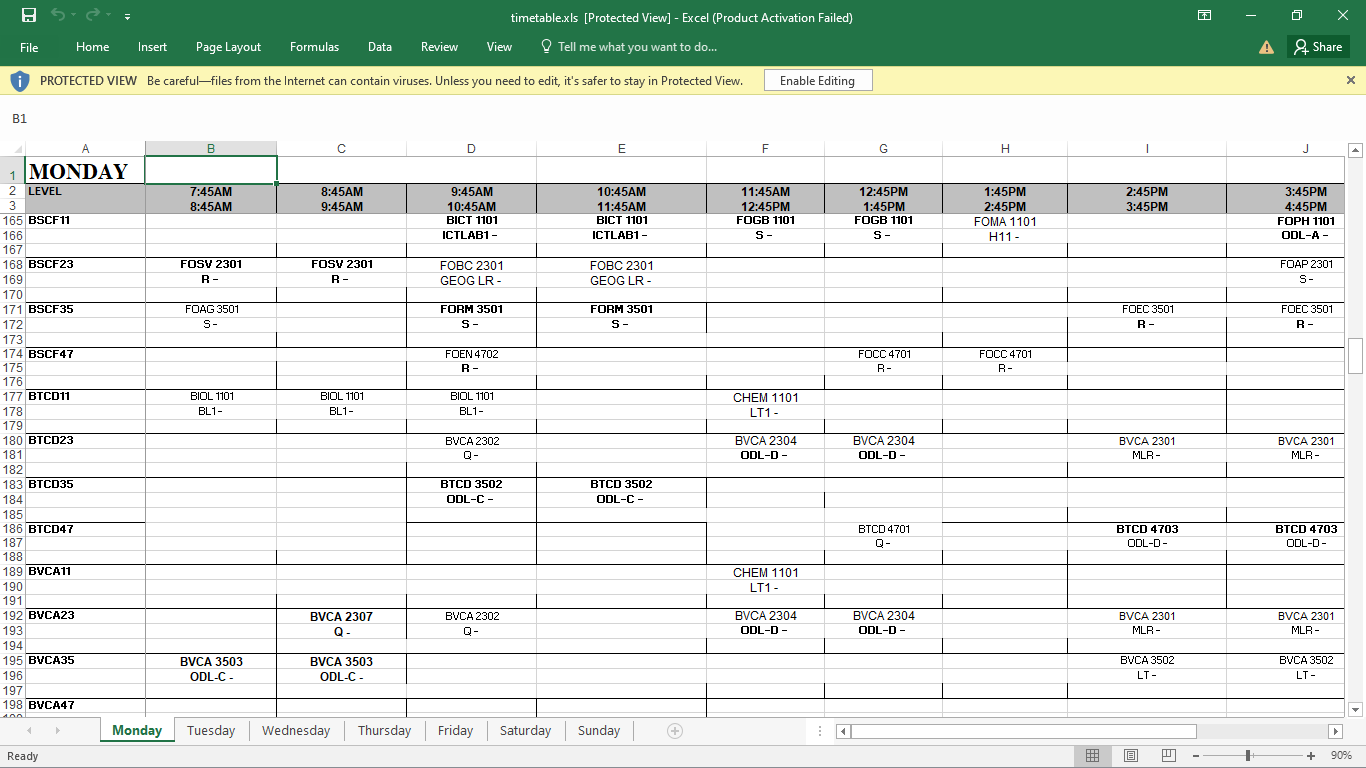 timetable.xls [Protected View] - Excel (Product Activation Failed)
File Home Insert Page Layout Formulas Data Review View Tell me what you want to do... Share
PROTECTED VIEW Be careful—files from the Internet can contain viruses. Unless you need to edit, it's safer to stay in Protected View. Enable Editing
B1
A B C D E F G H I J
1 MONDAY
2 LEVEL 7:45AM 8:45AM 9:45AM 10:45AM 11:45AM 12:45PM 1:45PM 2:45PM 3:45PM
3 8:45AM 9:45AM 10:45AM 11:45AM 12:45PM 1:45PM 2:45PM 3:45PM 4:45PM
165 BSCF11 BICT 1101 BICT 1101 FOGB 1101 FOGB 1101 FOMA 1101 FOPH 1101
166 ICTLAB1 - ICTLAB1 - S - S - H11 - ODL-A -
167
168 BSCF23 FOSV 2301 FOSV 2301 FOBC 2301 FOBC 2301 FOAP 2301
169 R - R - GEOG LR - GEOG LR - S -
170
171 BSCF35 FOAG 3501 FORM 3501 FORM 3501 FOEC 3501 FOEC 3501
172 S - S - S - R - R -
173
174 BSCF47 FOEN 4702 FOCC 4701 FOCC 4701
175 R - R - R -
176
177 BTCD11 BIOL 1101 BIOL 1101 BIOL 1101 CHEM 1101
178 BL1 - BL1 - BL1 - LT1 -
179
180 BTCD23 BVCA 2302 BVCA 2304 BVCA 2304 BVCA 2301 BVCA 2301
181 Q - ODL-D - ODL-D - MLR - MLR -
182
183 BTCD35 BTCD 3502 BTCD 3502
184 ODL-C - ODL-C -
185
186 BTCD47 BTCD 4701 BTCD 4703 BTCD 4703
187 Q - ODL-D - ODL-D -
188
189 BVCA11 CHEM 1101
190 LT1 -
191
192 BVCA23 BVCA 2307 BVCA 2302 BVCA 2304 BVCA 2304 BVCA 2301 BVCA 2301
193 Q - Q - ODL-D - ODL-D - MLR - MLR -
194
195 BVCA35 BVCA 3503 BVCA 3503 BVCA 3502 BVCA 3502
196 ODL-C - ODL-C - LT - LT -
197
198 BVCA47
Monday Tuesday Wednesday Thursday Friday Saturday Sunday
Ready 90%